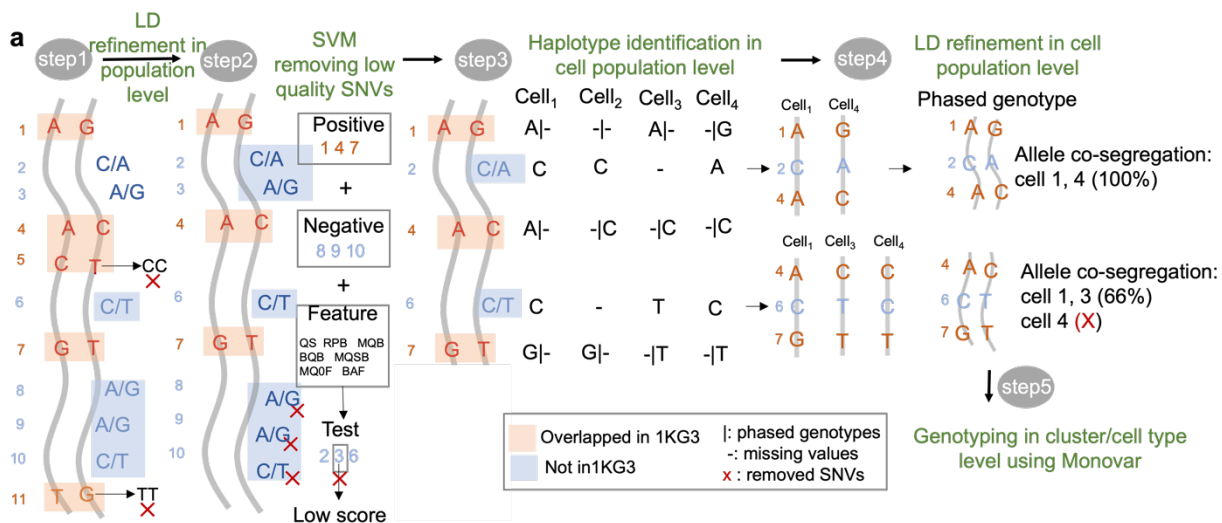 a
step1
LD
refinement in
population
level
step2
SVM
removing low
quality SNVs
step3
Haplotype identification in
cell population level
step4
LD refinement in cell
population level
1 A G
2 C/A
3 A/G
4 A C
5 C T CC
X
6 C/T
7 G T
8 A/G
9 A/G
10 C/T
11 T G TT
X
1 A G
2 C/A
3 A/G
4 A C
6 C/T
7 G T
8 A/G X
9 A/G X
10 C/T X
Positive
1 4 7
+
Negative
8 9 10
+
Feature
QS RPB MQB
BQB MQSB
MQ0F BAF
Test
2 3 6
X
Low score
Cell1 Cell2 Cell3 Cell4
1 A G A|- -|- A|- -|G
2 C/A C C - A
4 A C A|- -|C -|C -|C
6 C/T C - T C
7 G T G|- G|- -|T -|T
Cell1 Cell4
1 A G
2 C A
4 A C
Phased genotype
1 A G
2 C A
4 A C
Allele co-segregation:
cell 1, 4 (100%)
Cell1 Cell3 Cell4
4 A C C
6 C T C
7 G T T
4 A C
6 C T
7 G T
Allele co-segregation:
cell 1, 3 (66%)
cell 4 (X)
step5
Genotyping in cluster/cell type
level using Monovar
Overlapped in 1KG3
Not in1KG3
|: phased genotypes
-: missing values
x : removed SNVs